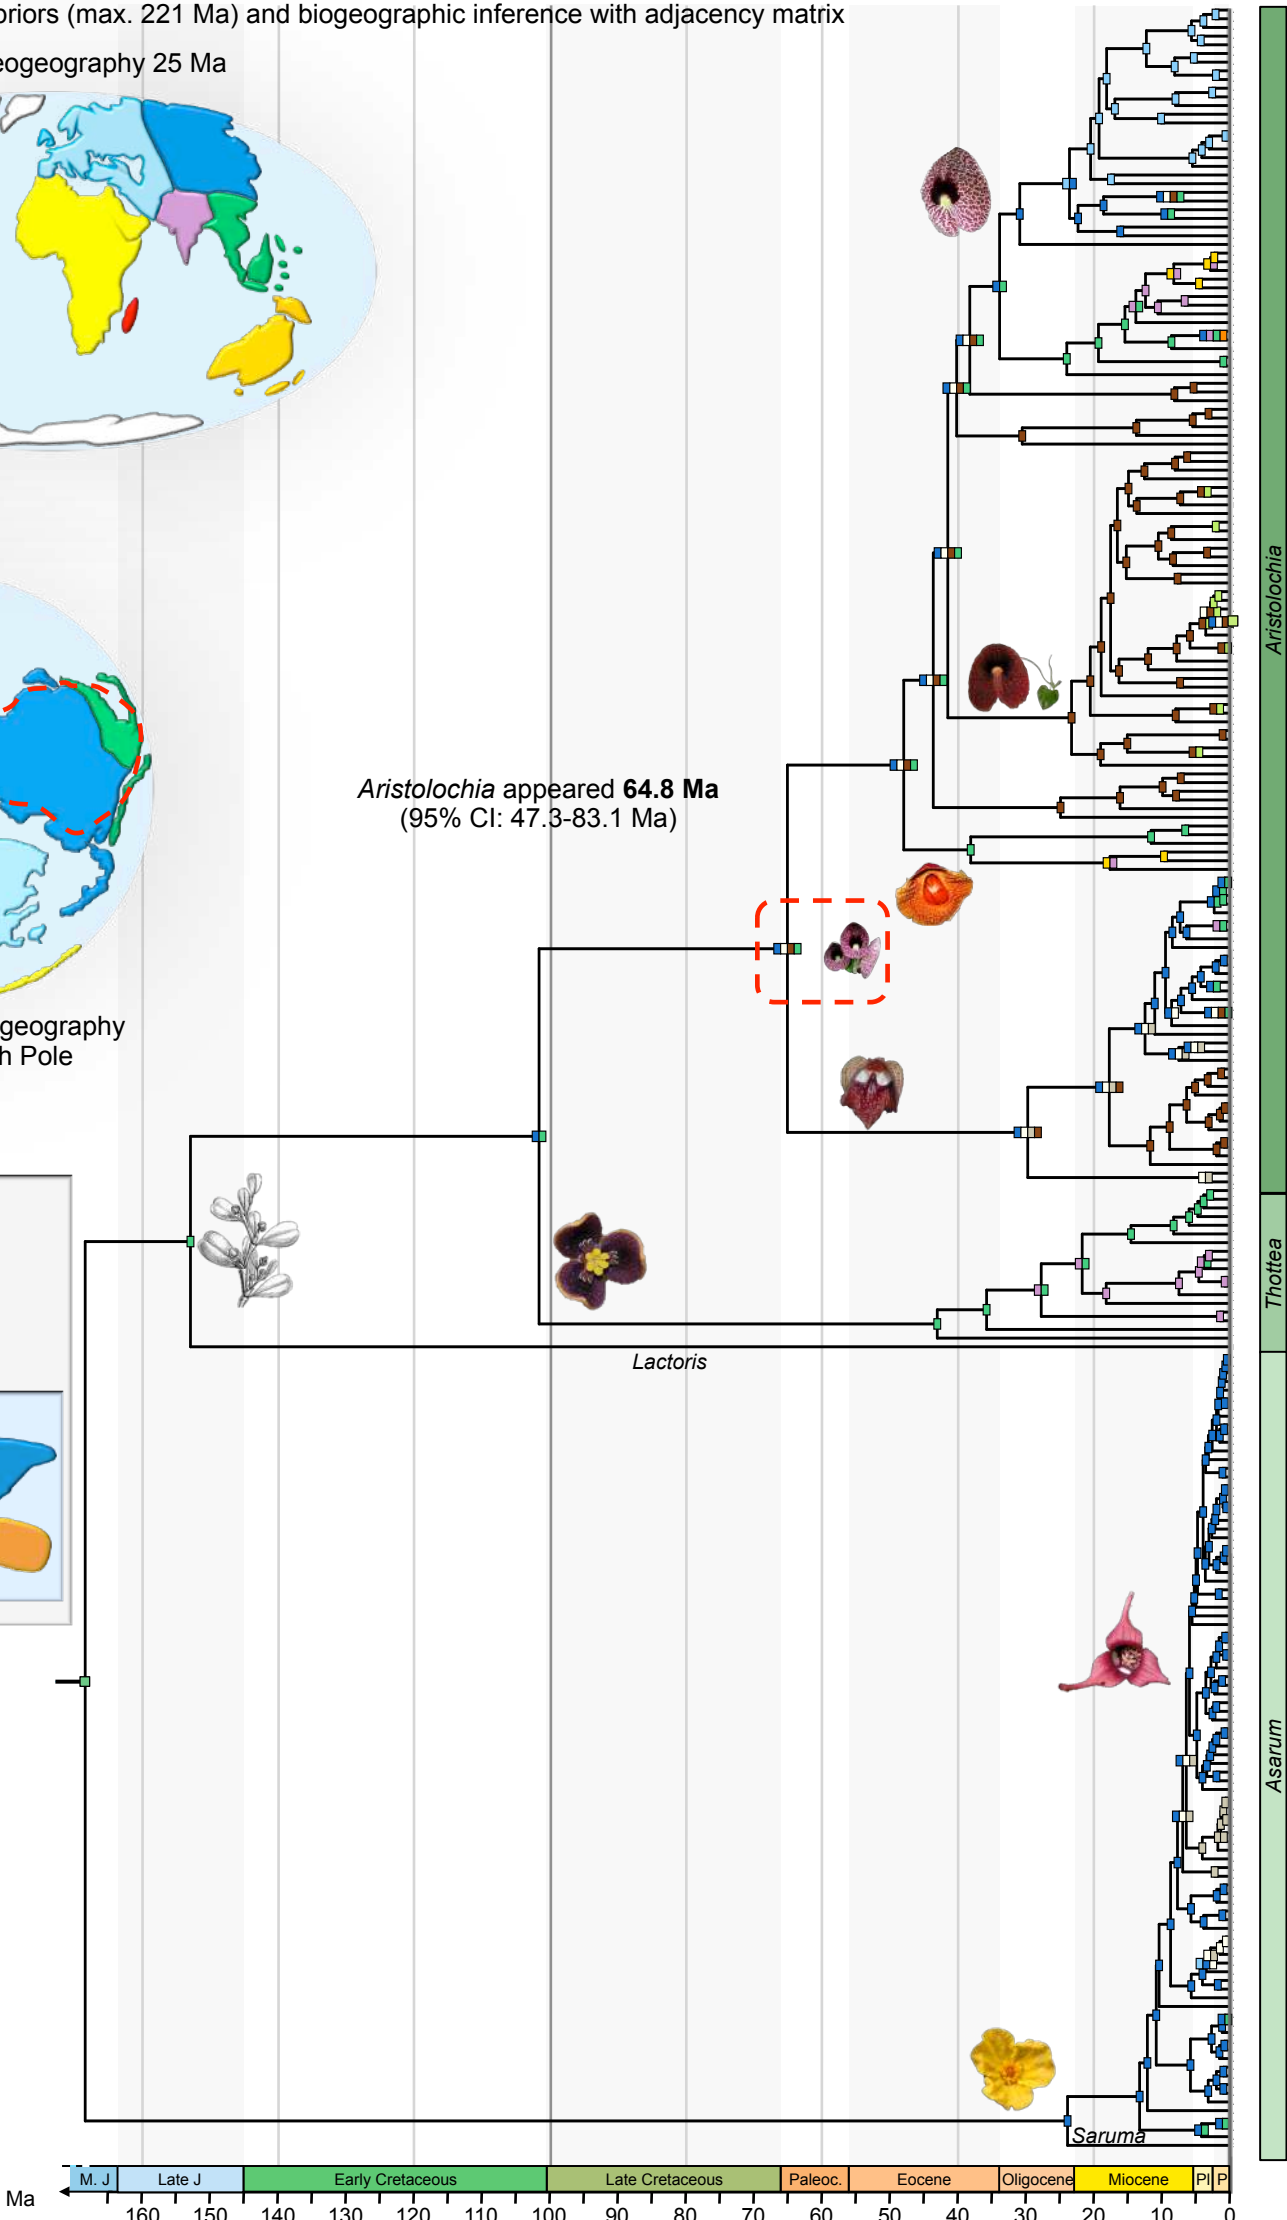 oriors (max. 221 Ma) and biogeographic inference with adjacency matrix
eogeography 25 Ma
Aristolochia
Aristolochia appeared 64.8 Ma
(95% CI: 47.3-83.1 Ma)
geography
h Pole
Thottea
Lactoris
Asarum
Saruma
M. J Late J Early Cretaceous Late Cretaceous Paleoc. Eocene Oligocene Miocene Pl P
Ma
160 150 140 130 120 110 100 90 80 70 60 50 40 30 20 10 0